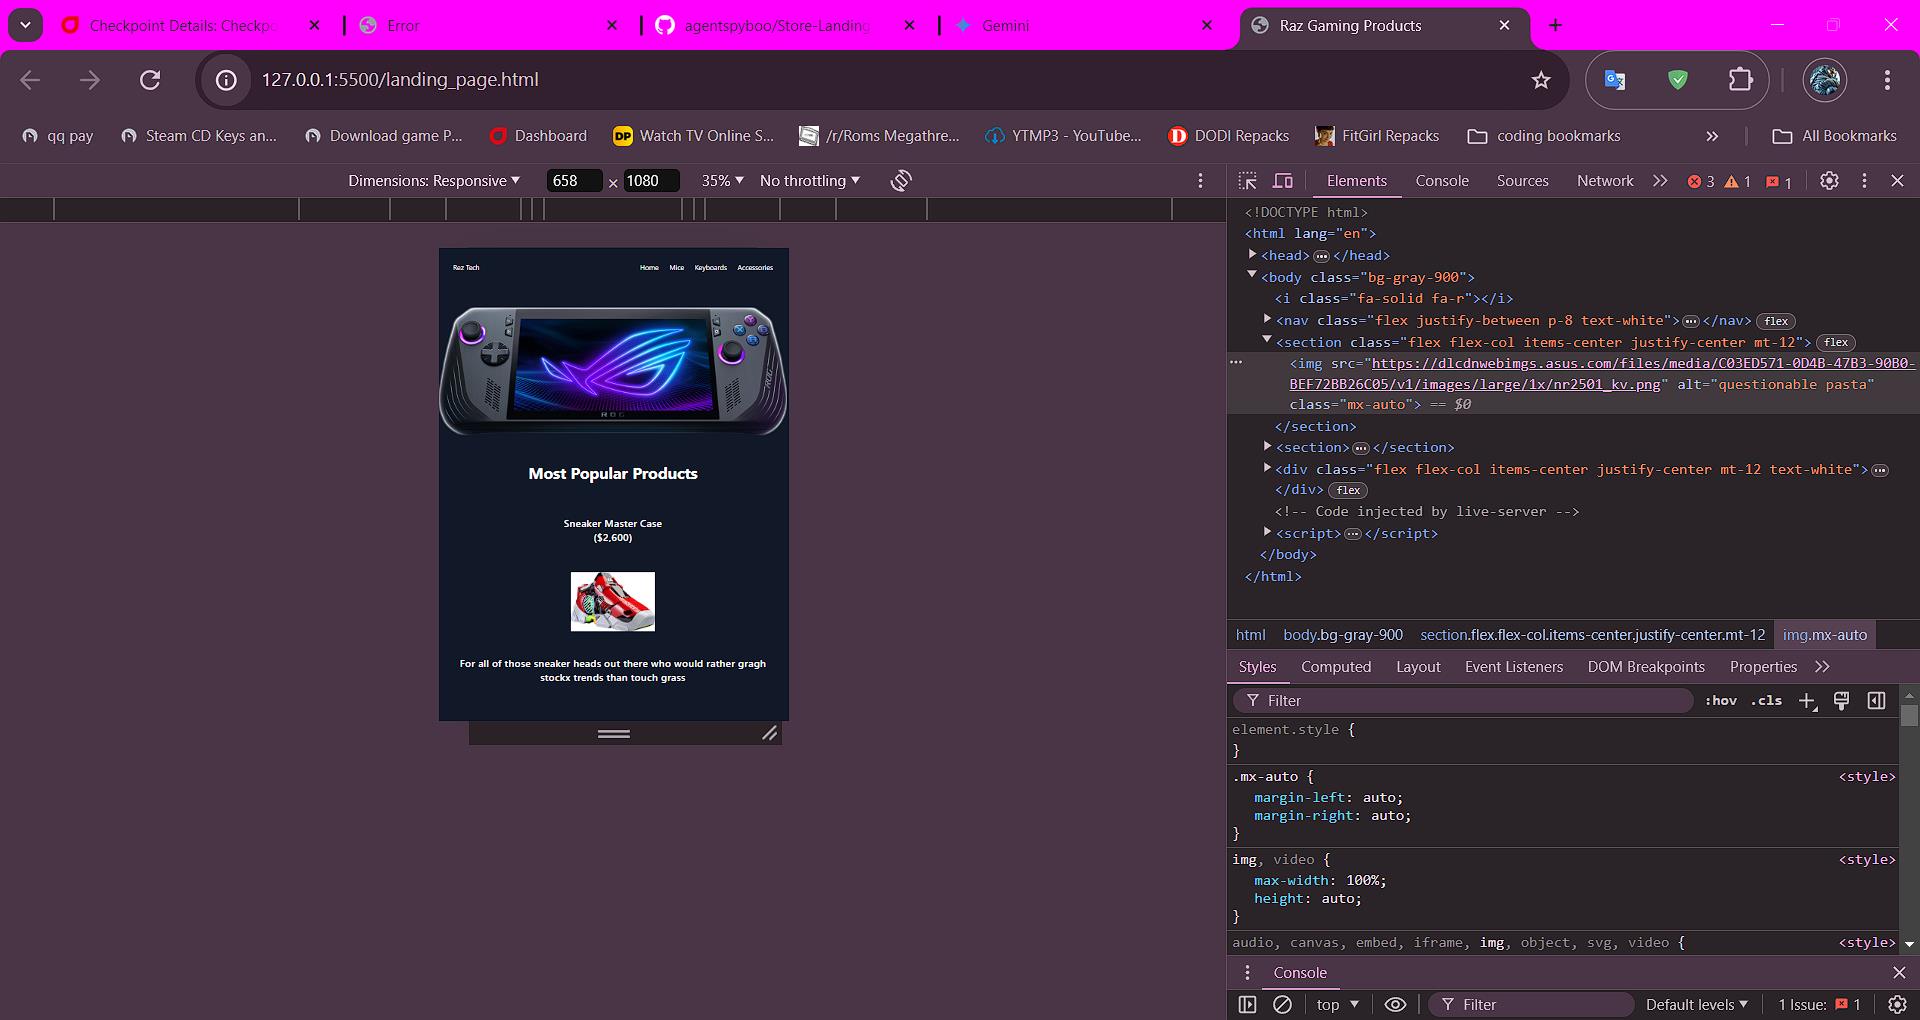 Checkpoint Details: Checkpo
Error
agentspyboo/Store-Landing
Gemini
Raz Gaming Products
127.0.0.1:5500/landing_page.html
qq pay
Steam CD Keys an...
Download game P...
Dashboard
DP
Watch TV Online S...
/r/Roms Megathre...
YTMP3 - YouTube...
D
DODI Repacks
FitGirl Repacks
coding bookmarks
All Bookmarks
Dimensions: Responsive
658 x 1080
35%
No throttling
Elements
Console
Sources
Network
3
1
1
<!DOCTYPE html>
<html lang="en">
<head> ... </head>
<body class="bg-gray-900">
<i class="fa-solid fa-r"></i>
<nav class="flex justify-between p-8 text-white"> ... </nav> flex
<section class="flex flex-col items-center justify-center mt-12"> flex
<img src="https://dlcdnwebimgs.asus.com/files/media/C03ED571-0D4B-47B3-90B0-
BEF72BB26C05/v1/images/large/1x/nr2501_kv.png" alt="questionable pasta"
class="mx-auto"> == $0
</section>
<section> ... </section>
<div class="flex flex-col items-center justify-center mt-12 text-white"> ...
</div> flex
<!-- Code injected by live-server -->
<script> ... </script>
</body>
</html>
html
body.bg-gray-900
section.flex.flex-col.items-center.justify-center.mt-12
img.mx-auto
Styles
Computed
Layout
Event Listeners
DOM Breakpoints
Properties
Filter
:hov
.cls
element.style {
}
.mx-auto { <style>
margin-left: auto;
margin-right: auto;
}
img, video { <style>
max-width: 100%;
height: auto;
}
audio, canvas, embed, iframe, img, object, svg, video { <style>
Console
top
Filter
Default levels
1 Issue: 1
Raz Tech
Home
Mice
Keyboards
Accessories
ROG
Most Popular Products
Sneaker Master Case
($2,600)
For all of those sneaker heads out there who would rather gragh
stockx trends than touch grass